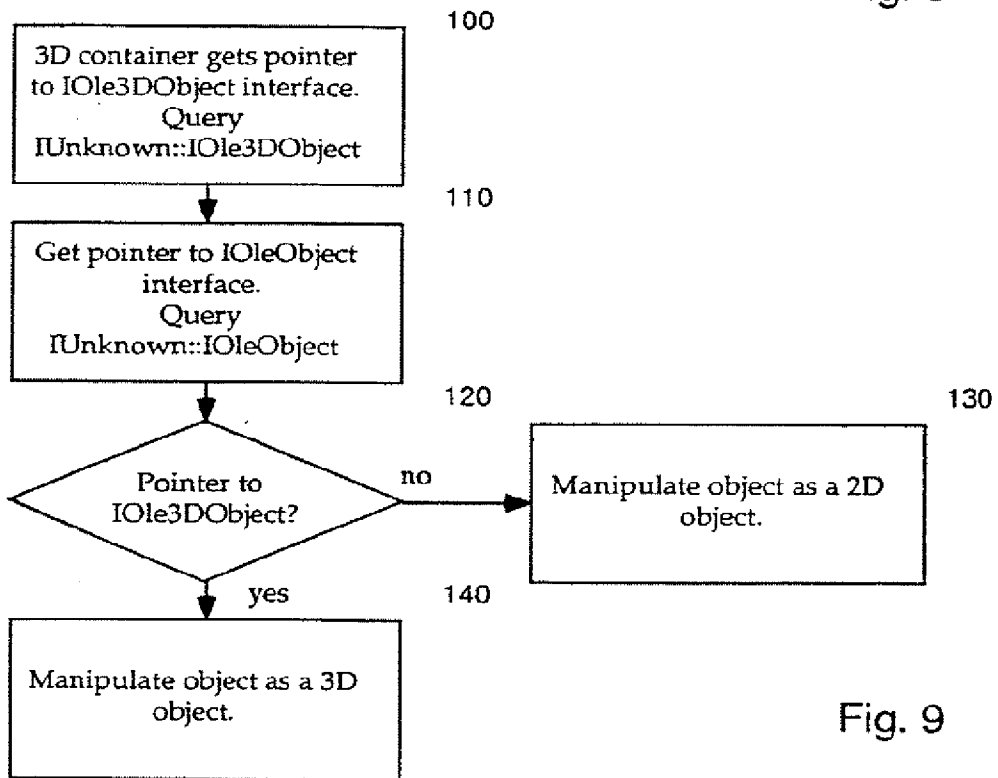 100
3D container gets pointer
to IOle3DObject interface.
Query
IUnknown::IOle3DObject
110
Get pointer to IOleObject
interface.
Query
IUnknown::IOleObject
120
130
Pointer to
IOle3DObject?
no
Manipulate object as a 2D
object.
yes
140
Manipulate object as a 3D
object.
Fig. 9